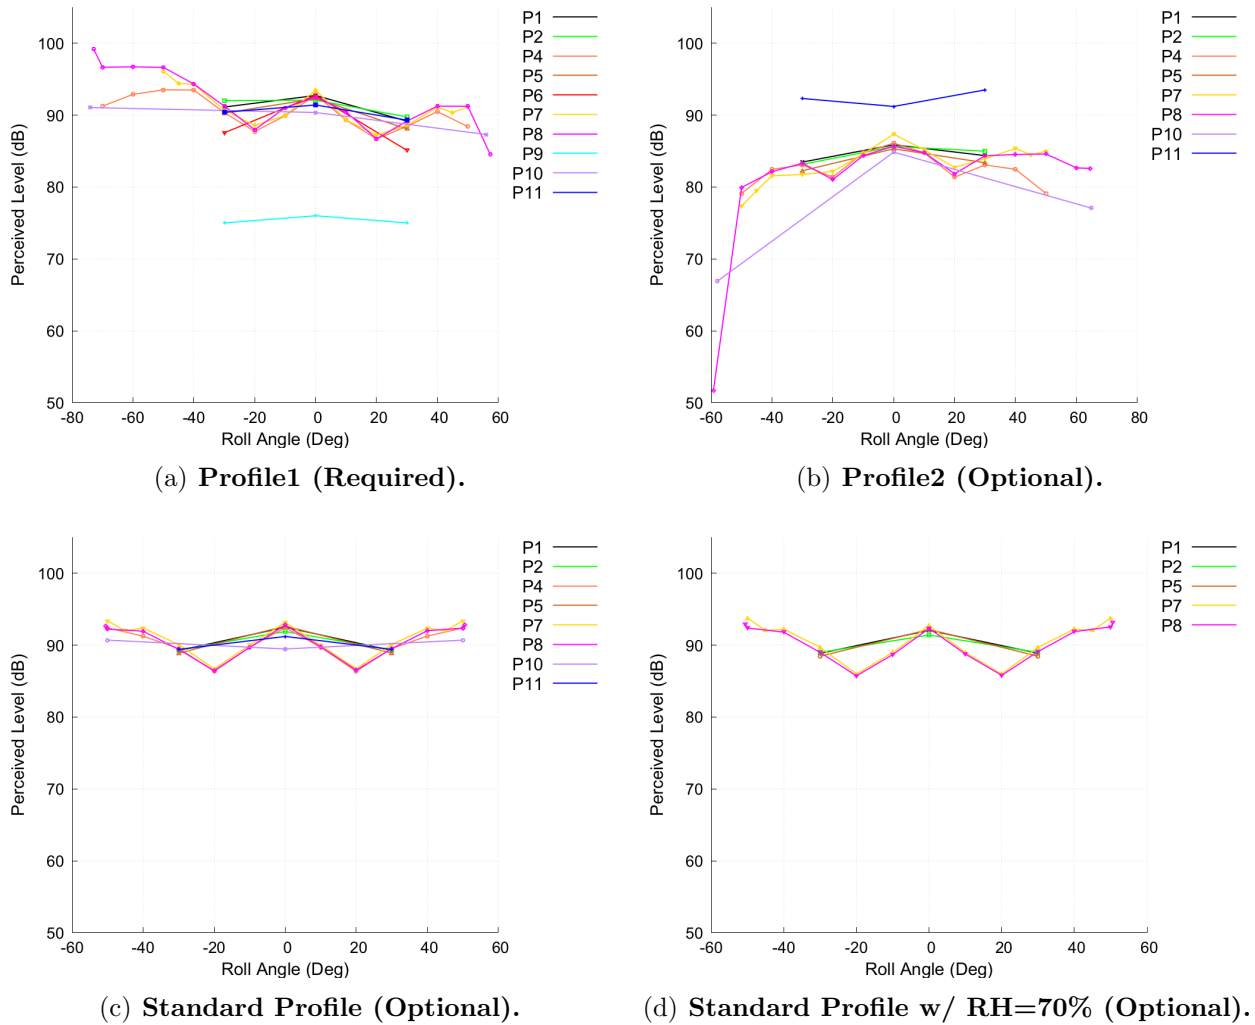 P1
P2
P4
P5
P6
P7
P8
P9
P10
P11
100
90
80
70
60
50
Perceived Level (dB)
-80 -60 -40 -20 0 20 40 60
Roll Angle (Deg)
(a) Profile1 (Required).
P1
P2
P4
P5
P7
P8
P10
P11
100
90
80
70
60
50
Perceived Level (dB)
-60 -40 -20 0 20 40 60 80
Roll Angle (Deg)
(b) Profile2 (Optional).
P1
P2
P4
P5
P7
P8
P10
P11
100
90
80
70
60
50
Perceived Level (dB)
-60 -40 -20 0 20 40 60
Roll Angle (Deg)
(c) Standard Profile (Optional).
P1
P2
P5
P7
P8
100
90
80
70
60
50
Perceived Level (dB)
-60 -40 -20 0 20 40 60
Roll Angle (Deg)
(d) Standard Profile w/ RH=70% (Optional).